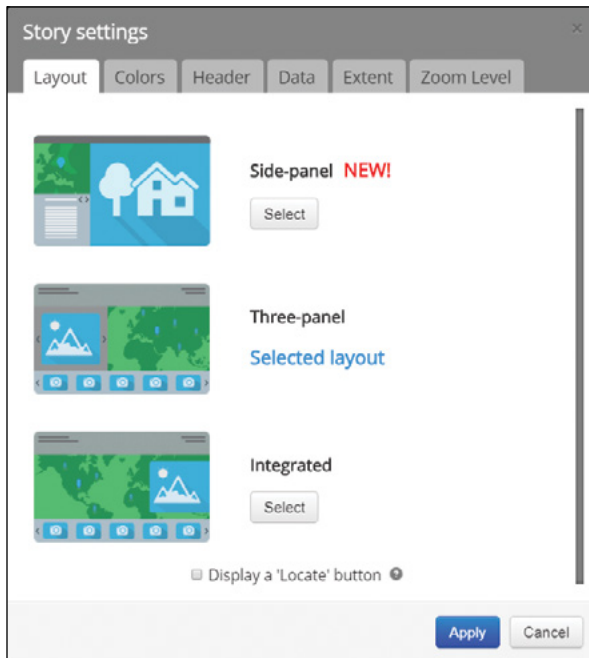 Story settings
×
Layout Colors Header Data Extent Zoom Level
Side-panel NEW!
Select
Three-panel
Selected layout
Integrated
Select
Display a 'Locate' button ?
Apply Cancel